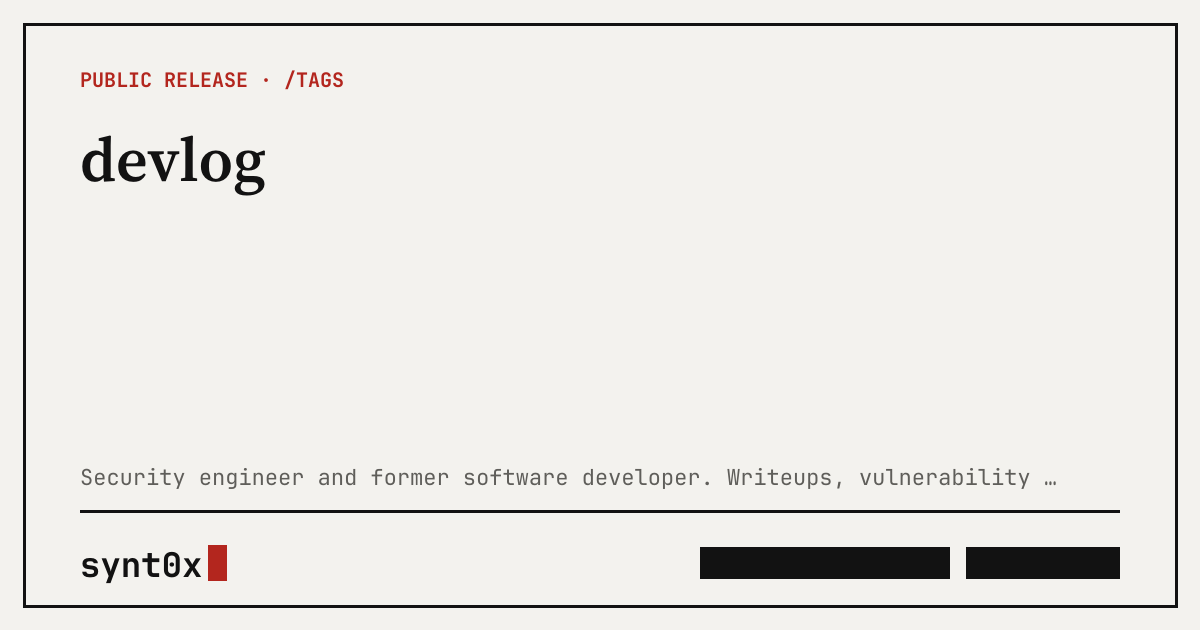 PUBLIC RELEASE · /TAGS
devlog
Security engineer and former software developer. Writeups, vulnerability …
synt0x